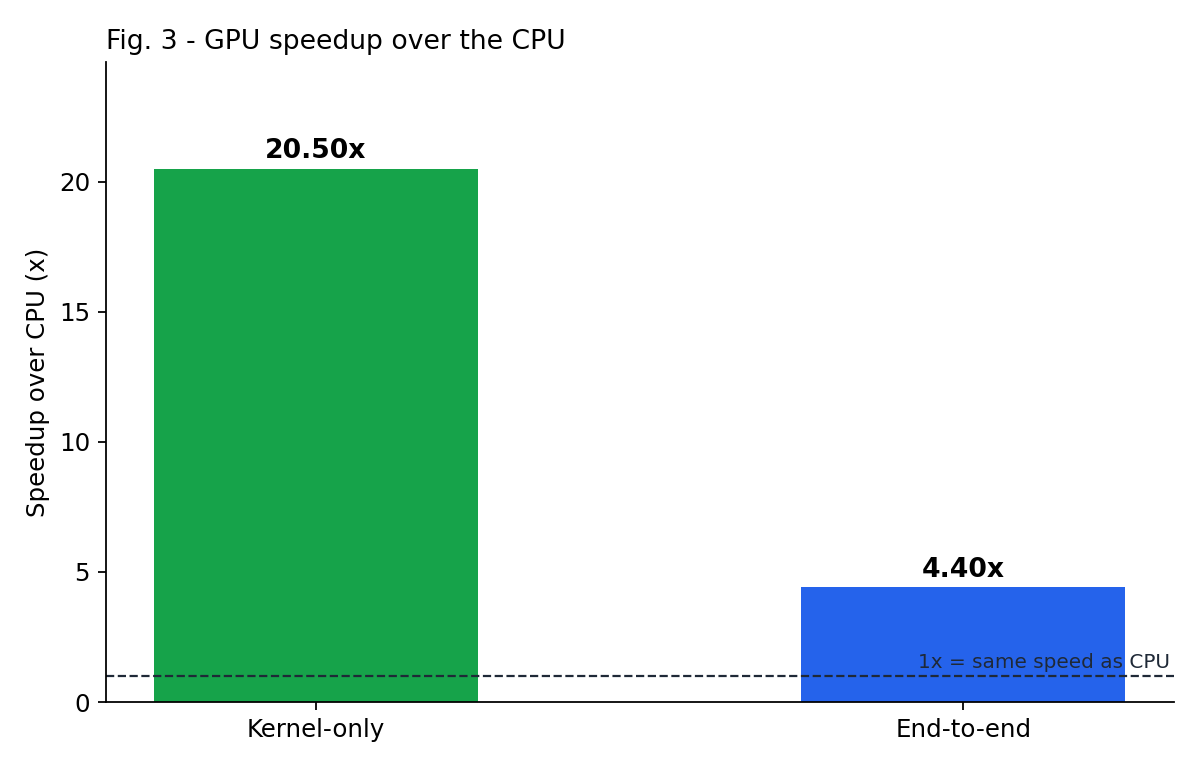 Fig. 3 - GPU speedup over the CPU
20.50x
20
15
10
5
0
Speedup over CPU (x)
4.40x
1x = same speed as CPU
Kernel-only
End-to-end